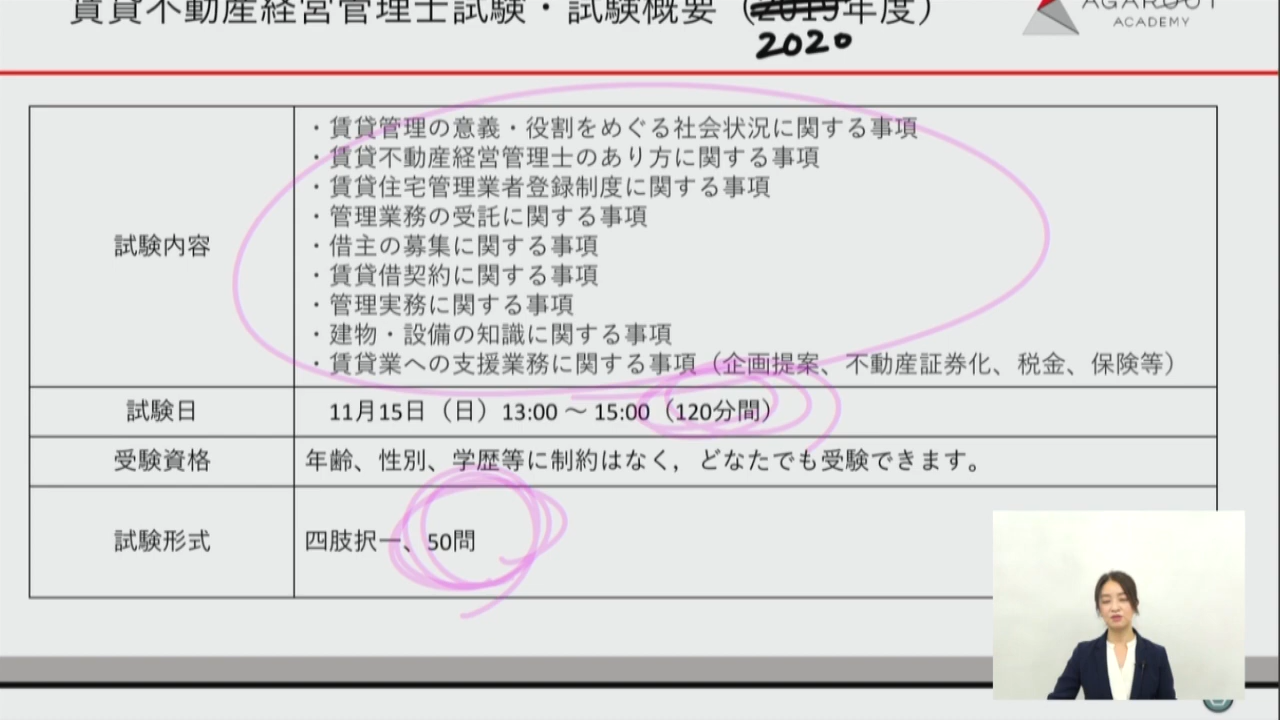 賃貸不動産経営管理士試験・試験概要（2019年度）
2020
AGAROOT
ACADEMY
試験内容
・賃貸管理の意義・役割をめぐる社会状況に関する事項
・賃貸不動産経営管理士のあり方に関する事項
・賃貸住宅管理業者登録制度に関する事項
・管理業務の受託に関する事項
・借主の募集に関する事項
・賃貸借契約に関する事項
・管理実務に関する事項
・建物・設備の知識に関する事項
・賃貸業への支援業務に関する事項（企画提案、不動産証券化、税金、保険等）
試験日
11月15日（日）13:00 ～ 15:00（120分間）
受験資格
年齢、性別、学歴等に制約はなく，どなたでも受験できます。
試験形式
四肢択一、50問